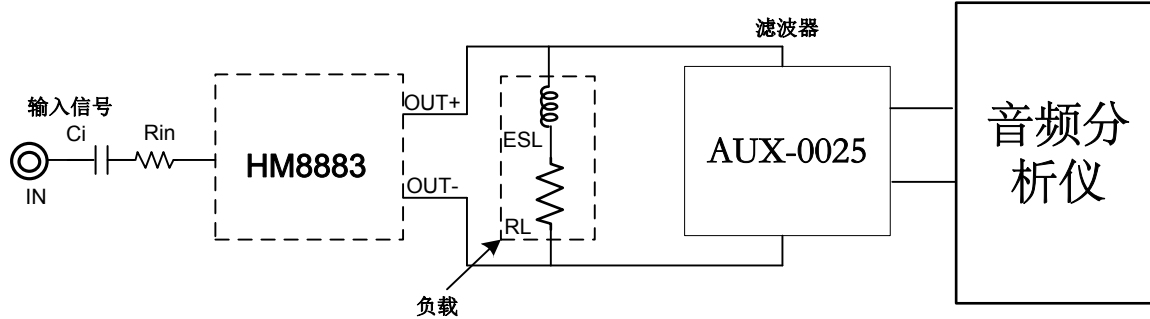 输入信号
Ci
Rin
IN
HM8883
OUT+
OUT-
ESL
RL
负载
滤波器
AUX-0025
音频分
析仪